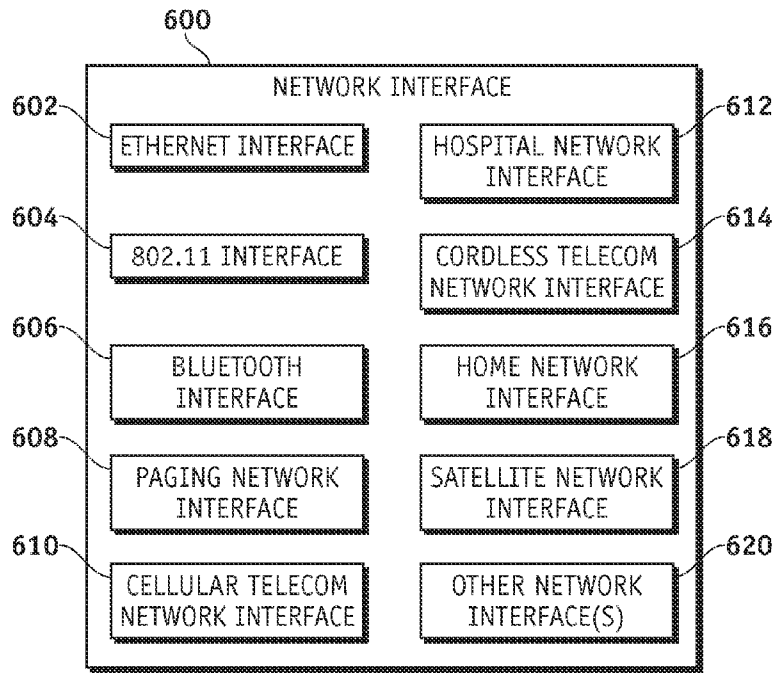 600
NETWORK INTERFACE
602
ETHERNET INTERFACE
612
HOSPITAL NETWORK
INTERFACE
604
802.11 INTERFACE
614
CORDLESS TELECOM
NETWORK INTERFACE
606
BLUETOOTH
INTERFACE
616
HOME NETWORK
INTERFACE
608
PAGING NETWORK
INTERFACE
618
SATELLITE NETWORK
INTERFACE
610
CELLULAR TELECOM
NETWORK INTERFACE
620
OTHER NETWORK
INTERFACE(S)